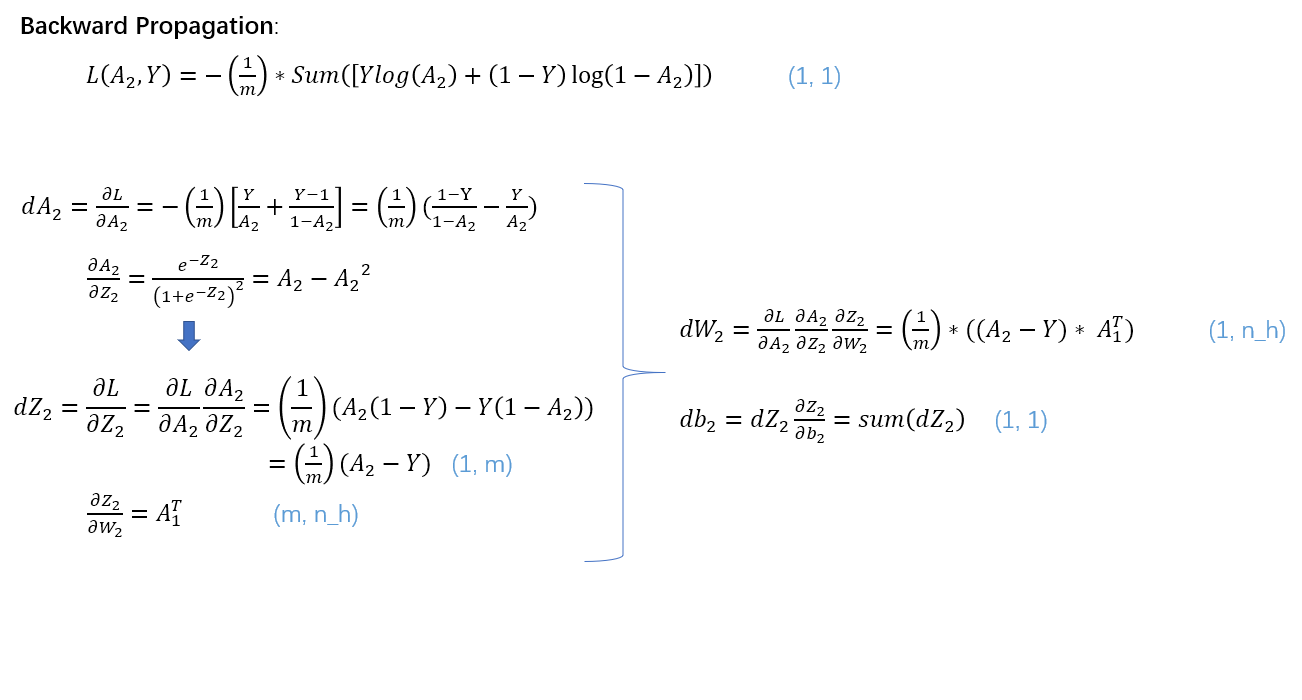 Backward Propagation:
L(A₂, Y) = −(1/m) ∗ Sum([Ylog(A₂) + (1 − Y) log(1 − A₂)]) (1, 1)
dA₂ = ∂L/∂A₂ = −(1/m) [Y/A₂ + (Y−1)/(1−A₂)] = (1/m) ((1−Y)/(1−A₂) − Y/A₂)
∂A₂/∂Z₂ = e^(−Z₂)/(1+e^(−Z₂))² = A₂ − A₂²
dZ₂ = ∂L/∂Z₂ = ∂L/∂A₂ ∂A₂/∂Z₂ = (1/m) (A₂(1 − Y) − Y(1 − A₂))
= (1/m) (A₂ − Y) (1, m)
∂Z₂/∂W₂ = A₁ᵀ (m, n_h)
dW₂ = ∂L/∂A₂ ∂A₂/∂Z₂ ∂Z₂/∂W₂ = (1/m) ∗ ((A₂ − Y) ∗ A₁ᵀ) (1, n_h)
db₂ = dZ₂ ∂Z₂/∂b₂ = sum(dZ₂) (1, 1)